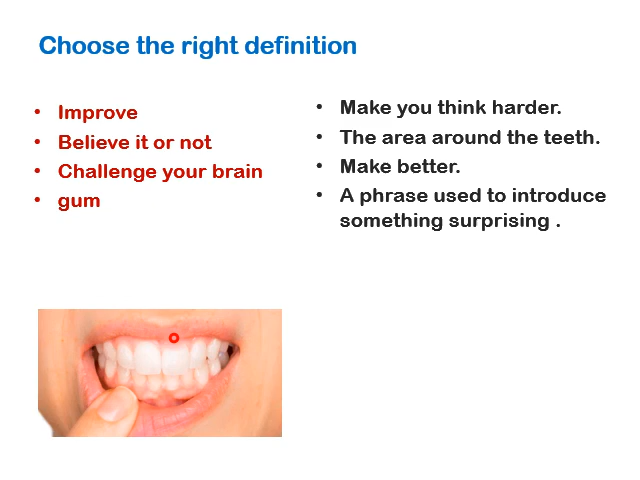 Choose the right definition
• Improve
• Believe it or not
• Challenge your brain
• gum
• Make you think harder.
• The area around the teeth.
• Make better.
• A phrase used to introduce
something surprising .